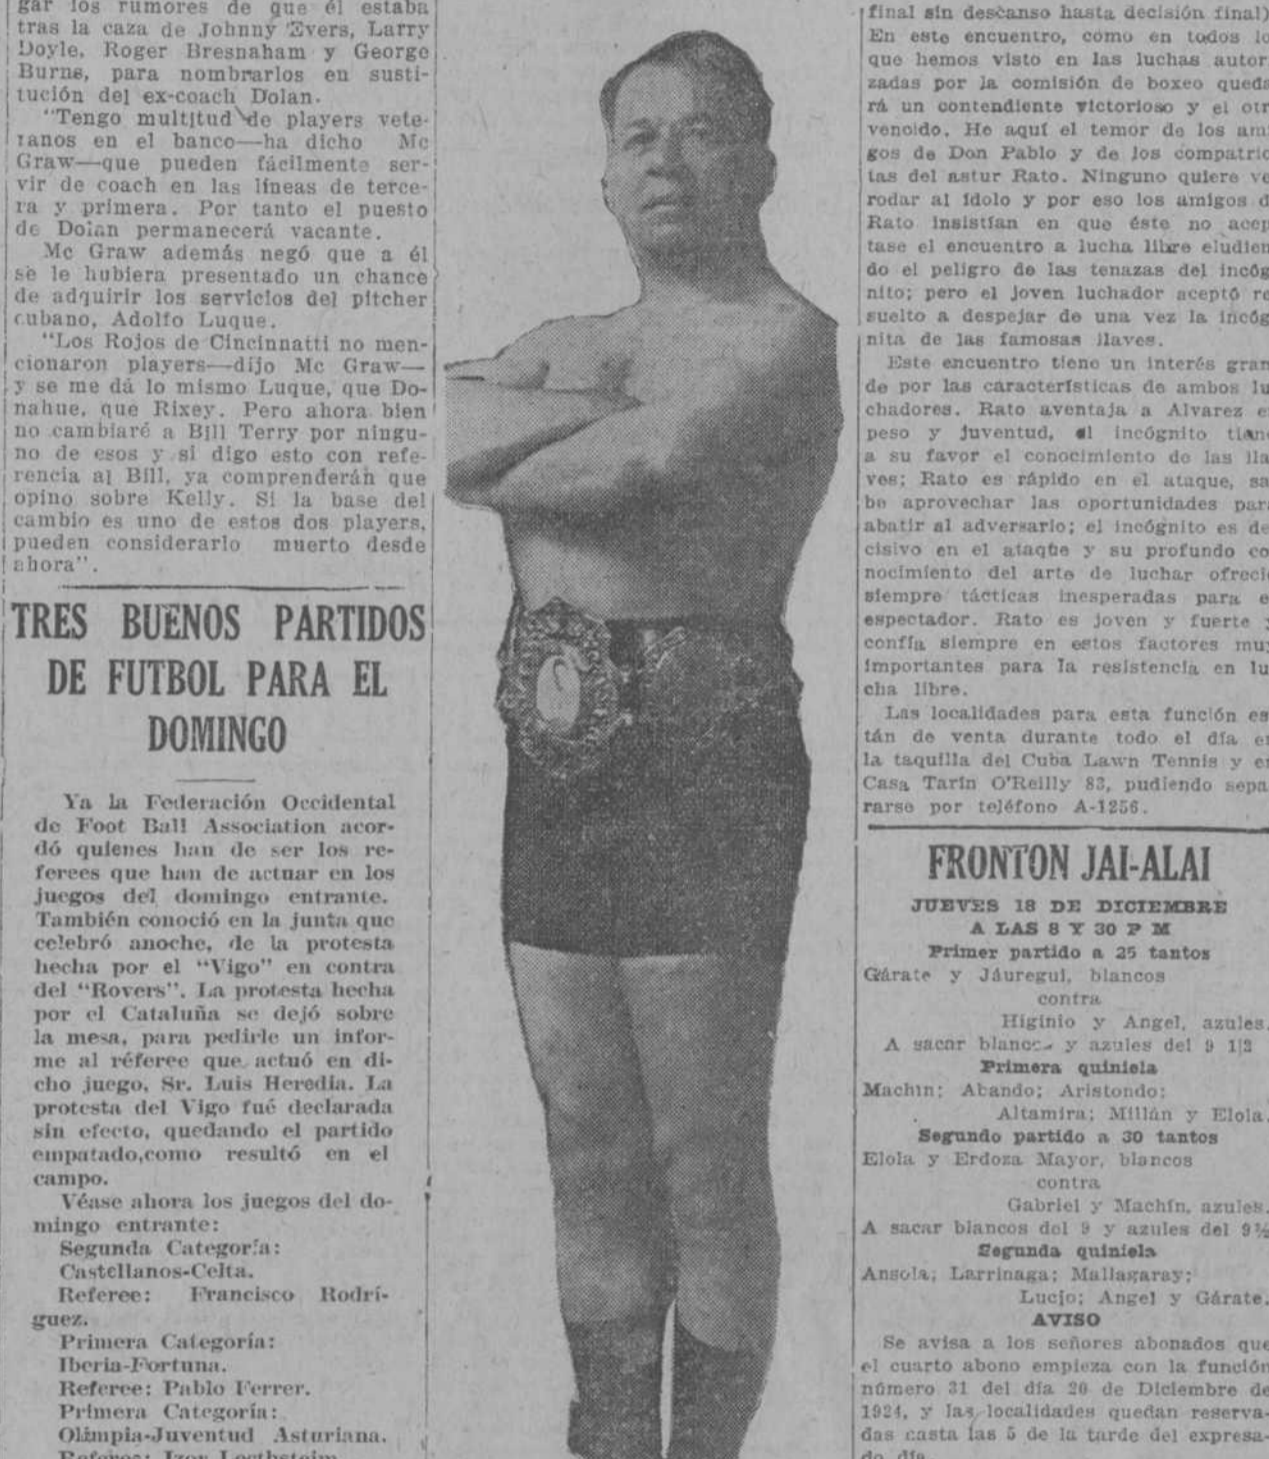 gar los rumores de que él estaba
tras la caza de Johnny Evers, Larry
Doyle, Roger Bresnaham y George
Burns, para nombrarlos en susti-
tución del ex-coach Dolan.
"Tengo multitud de players vete-
ranos en el banco—ha dicho Mc
Graw—que pueden fácilmente ser-
vir de coach en las líneas de terce-
ra y primera. Por tanto el puesto
de Dolan permanecerá vacante.
Mc Graw además negó que a él
se le hubiera presentado un chance
de adquirir los servicios del pitcher
cubano, Adolfo Luque.
"Los Rojos de Cincinnatti no men-
cionaron players—dijo Mc Graw—
y se me dá lo mismo Luque, que Do-
nahue, que Rixey. Pero ahora bien
no cambiaré a Bill Terry por ningu-
no de esos y si digo esto con refe-
rencia al Bill, ya comprenderán que
opino sobre Kelly. Si la base del
cambio es uno de estos dos players,
pueden considerarlo muerto desde
ahora".
TRES BUENOS PARTIDOS
DE FUTBOL PARA EL
DOMINGO
Ya la Federación Occidental
de Foot Ball Association acor-
dó quienes han de ser los re-
ferees que han de actuar en los
juegos del domingo entrante.
También conoció en la junta que
celebró anoche, de la protesta
hecha por el "Vigo" en contra
del "Rovers". La protesta hecha
por el Cataluña se dejó sobre
la mesa, para pedirle un infor-
me al réferee que actuó en di-
cho juego, Sr. Luis Heredia. La
protesta del Vigo fué declarada
sin efecto, quedando el partido
empatado,como resultó en el
campo.
Véase ahora los juegos del do-
mingo entrante:
Segunda Categoría:
Castellanos-Celta.
Referee: Francisco Rodrí-
guez.
Primera Categoría:
Iberia-Fortuna.
Referee: Pablo Ferrer.
Primera Categoría:
Olimpia-Juventud Asturiana.
final sin descanso hasta decisión final)
En este encuentro, como en todos lo
que hemos visto en las luchas autori
zadas por la comisión de boxeo queda
rá un contendiente victorioso y el otr
vencido. He aquí el temor de los ami
gos de Don Pablo y de los compatrio
tas del astur Rato. Ninguno quiere ve
rodar al ídolo y por eso los amigos d
Rato insistían en que éste no acep
tase el encuentro a lucha libre eludien
do el peligro de las tenazas del incóg
nito; pero el joven luchador aceptó re
suelto a despejar de una vez la incóg
nita de las famosas llaves.
Este encuentro tiene un interés gran
de por las características de ambos lu
chadores. Rato aventaja a Alvarez e
peso y juventud, el incógnito tiene
a su favor el conocimiento de las lla
ves; Rato es rápido en el ataque, sa
be aprovechar las oportunidades para
abatir al adversario; el incógnito es de
cisivo en el ataque y su profundo co
nocimiento del arte de luchar ofreci
siempre tácticas inesperadas para e
espectador. Rato es joven y fuerte y
confía siempre en estos factores muy
importantes para la resistencia en lu
cha libre.
Las localidades para esta función es
tán de venta durante todo el día en
la taquilla del Cuba Lawn Tennis y en
Casa Tarin O'Reilly 83, pudiendo sepa
rarse por teléfono A-1256.
FRONTON JAI-ALAI
JUEVES 18 DE DICIEMBRE
A LAS 8 Y 30 P M
Primer partido a 25 tantos
Gárate y Jáuregui, blancos
contra
Higinio y Angel, azules.
A sacar blancos y azules del 9 1|2
Primera quiniela
Machin; Abando; Aristondo;
Altamira; Millán y Elola.
Segundo partido a 30 tantos
Elola y Erdoza Mayor, blancos
contra
Gabriel y Machín, azules.
A sacar blancos del 9 y azules del 9½
Segunda quiniela
Ansola; Larrinaga; Mallagaray;
Lucio; Angel y Gárate.
AVISO
Se avisa a los señores abonados que
el cuarto abono empieza con la función
número 31 del día 20 de Diciembre de
1924, y las localidades quedan reserva-
das casta las 5 de la tarde del expresa-
do día.